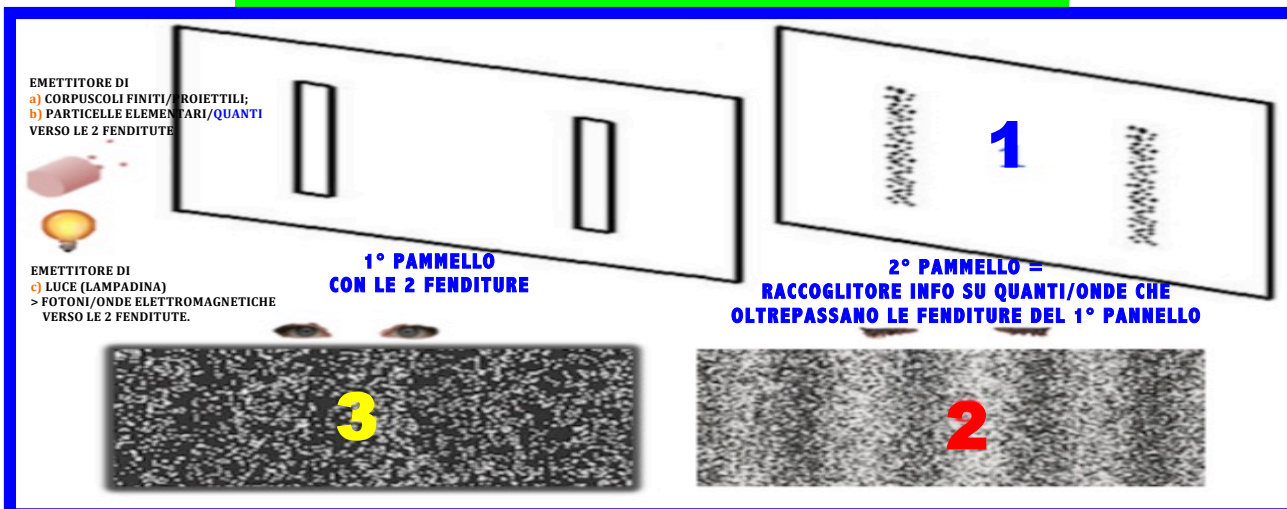 EMETTITORE DI
a) CORPUSCOLI FINITI/PROIETTILI;
b) PARTICELLE ELEMENTARI/QUANTI
VERSO LE 2 FENDITUTE
EMETTITORE DI
c) LUCE (LAMPADINA)
> FOTONI/ONDE ELETTROMAGNETICHE
VERSO LE 2 FENDITUTE.
1° PAMMELLO
CON LE 2 FENDITURE
1
2° PAMMELLO =
RACCOGLITORE INFO SU QUANTI/ONDE CHE
OLTREPASSANO LE FENDITURE DEL 1° PANNELLO
3
2